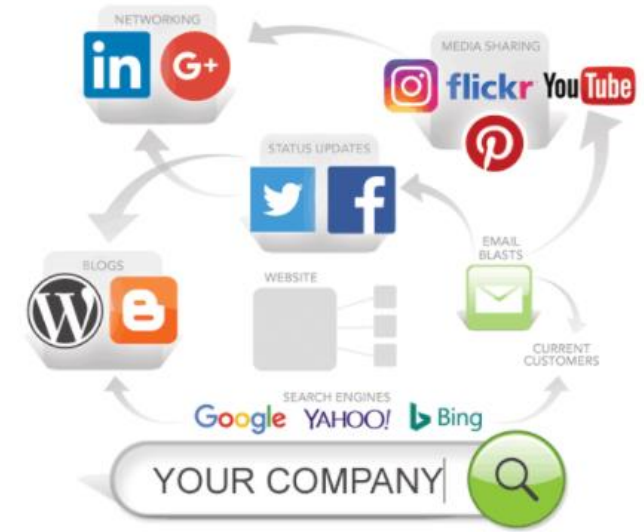 NETWORKING
in G+
MEDIA SHARING
flickr YouTube
STATUS UPDATES
f
EMAIL
BLASTS
BLOGS
WEBSITE
CURRENT
CUSTOMERS
SEARCH ENGINES
Google YAHOO! Bing
YOUR COMPANY